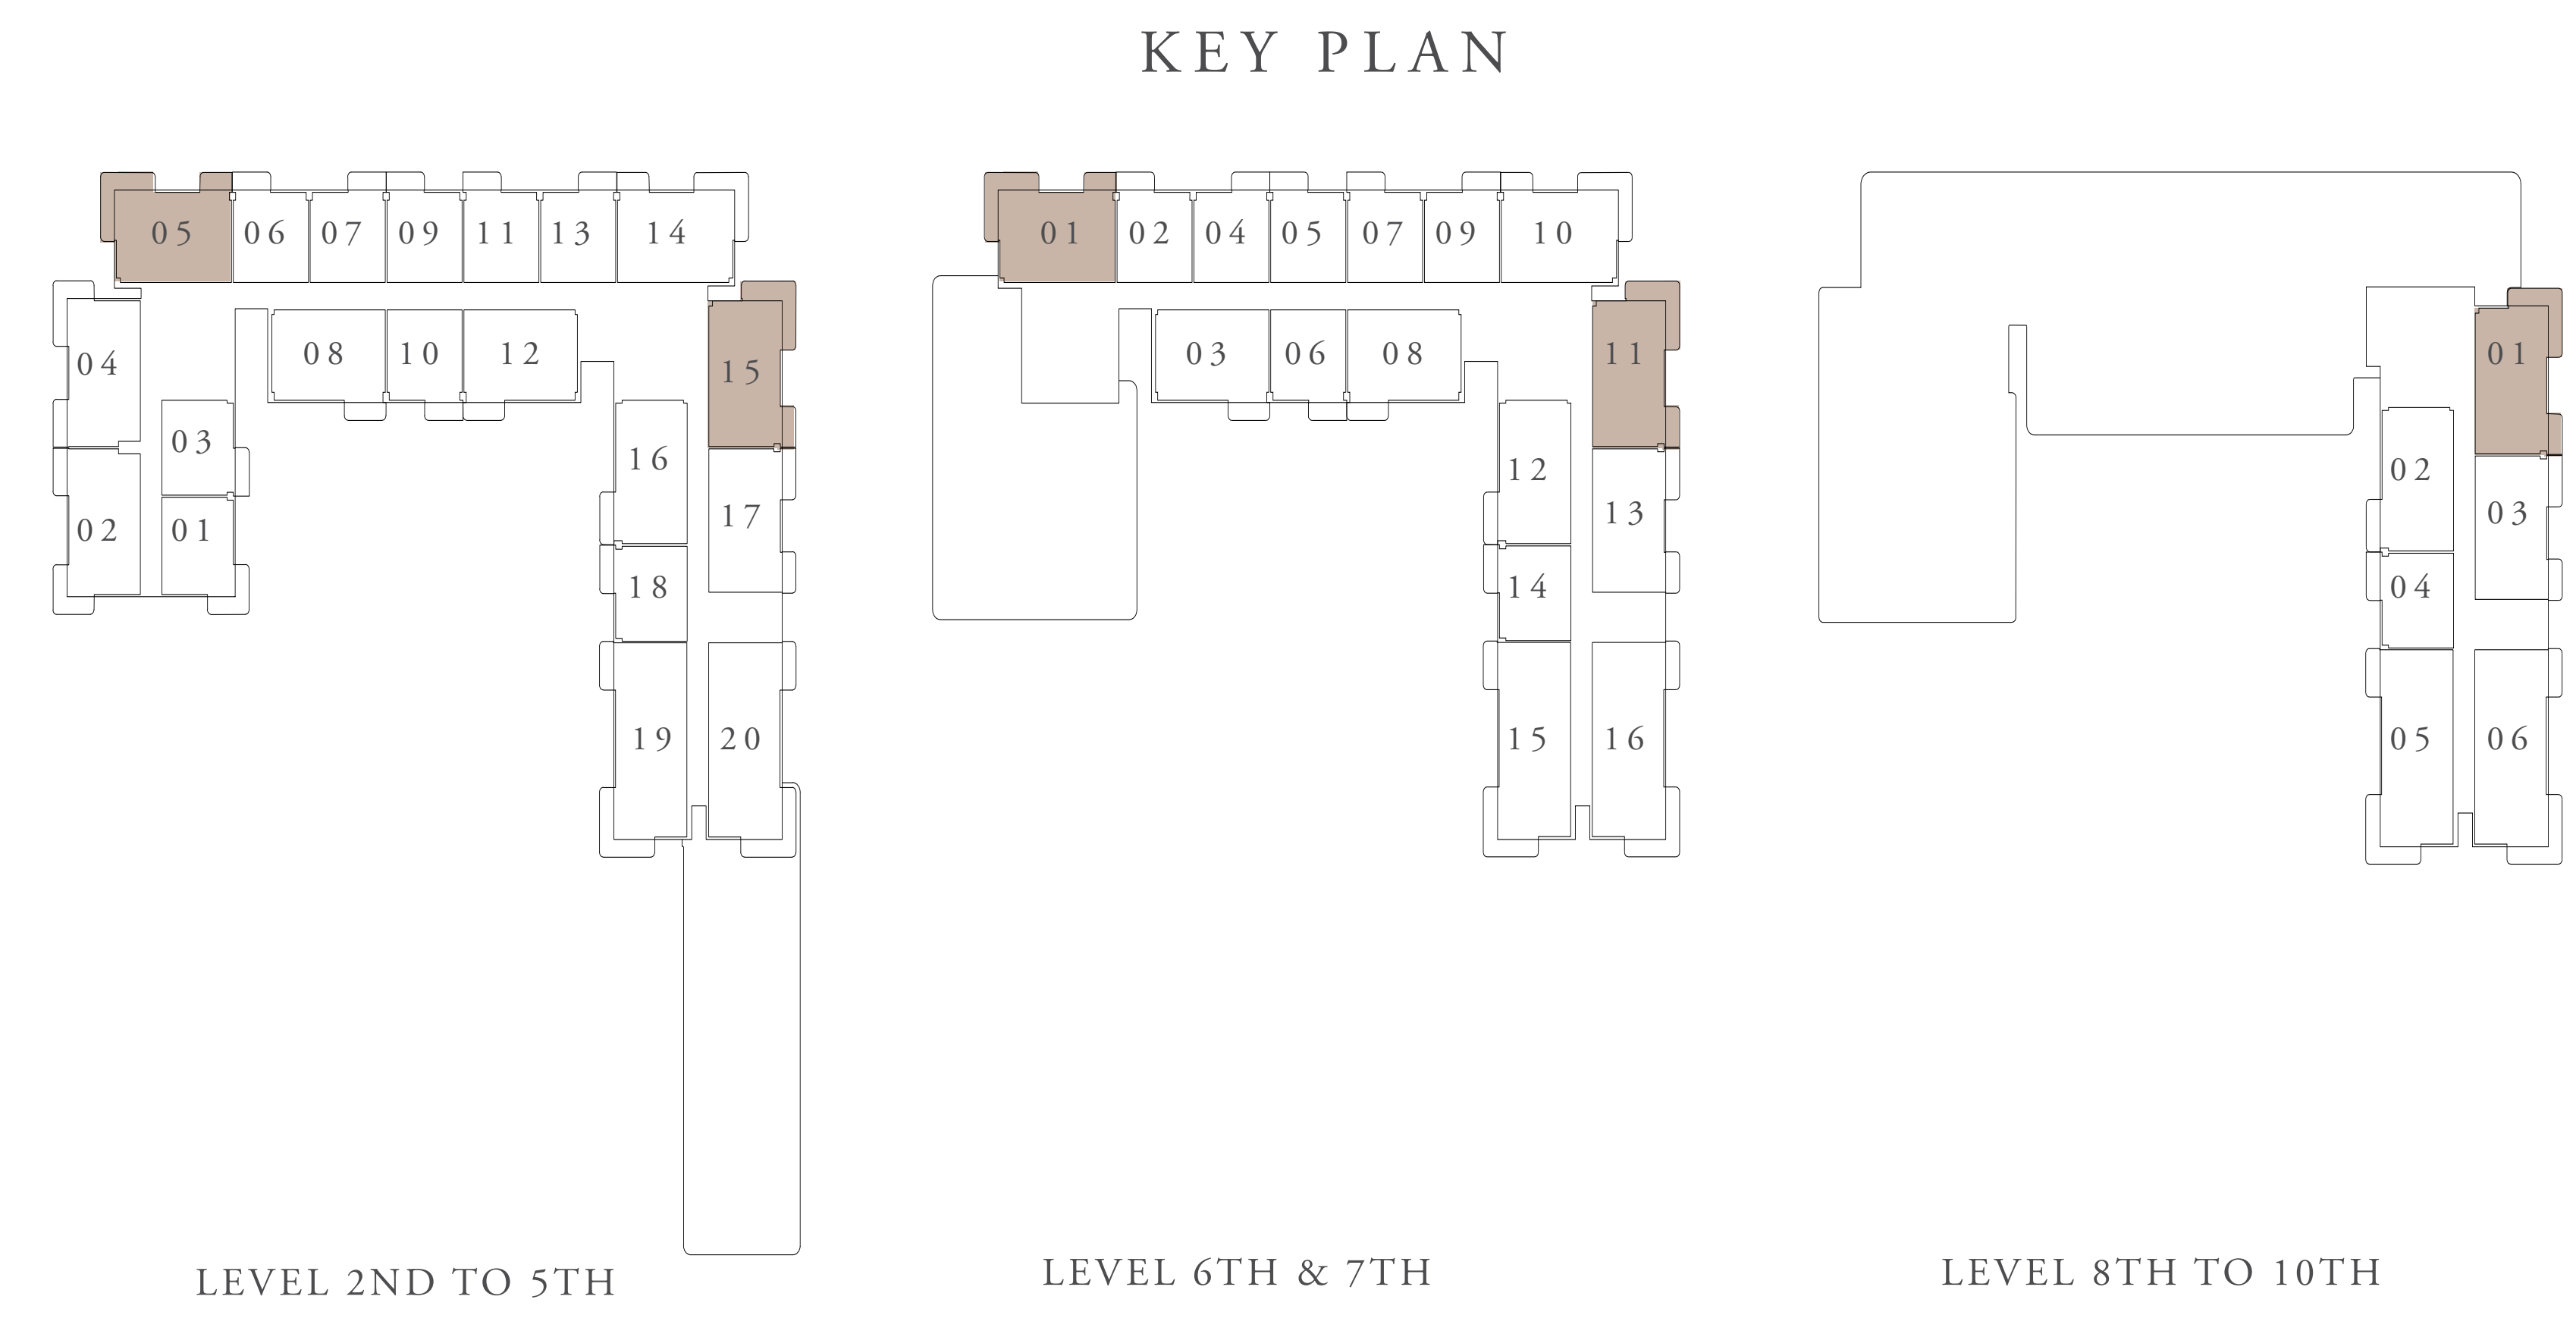 KEY PLAN
05 06 07 09 11 13 14
04 08 10 12 15
03 16
02 01 17
18
19 20
LEVEL 2ND TO 5TH
01 02 04 05 07 09 10
03 06 08 11
12 13
14
15 16
LEVEL 6TH & 7TH
01
02 03
04
05 06
LEVEL 8TH TO 10TH